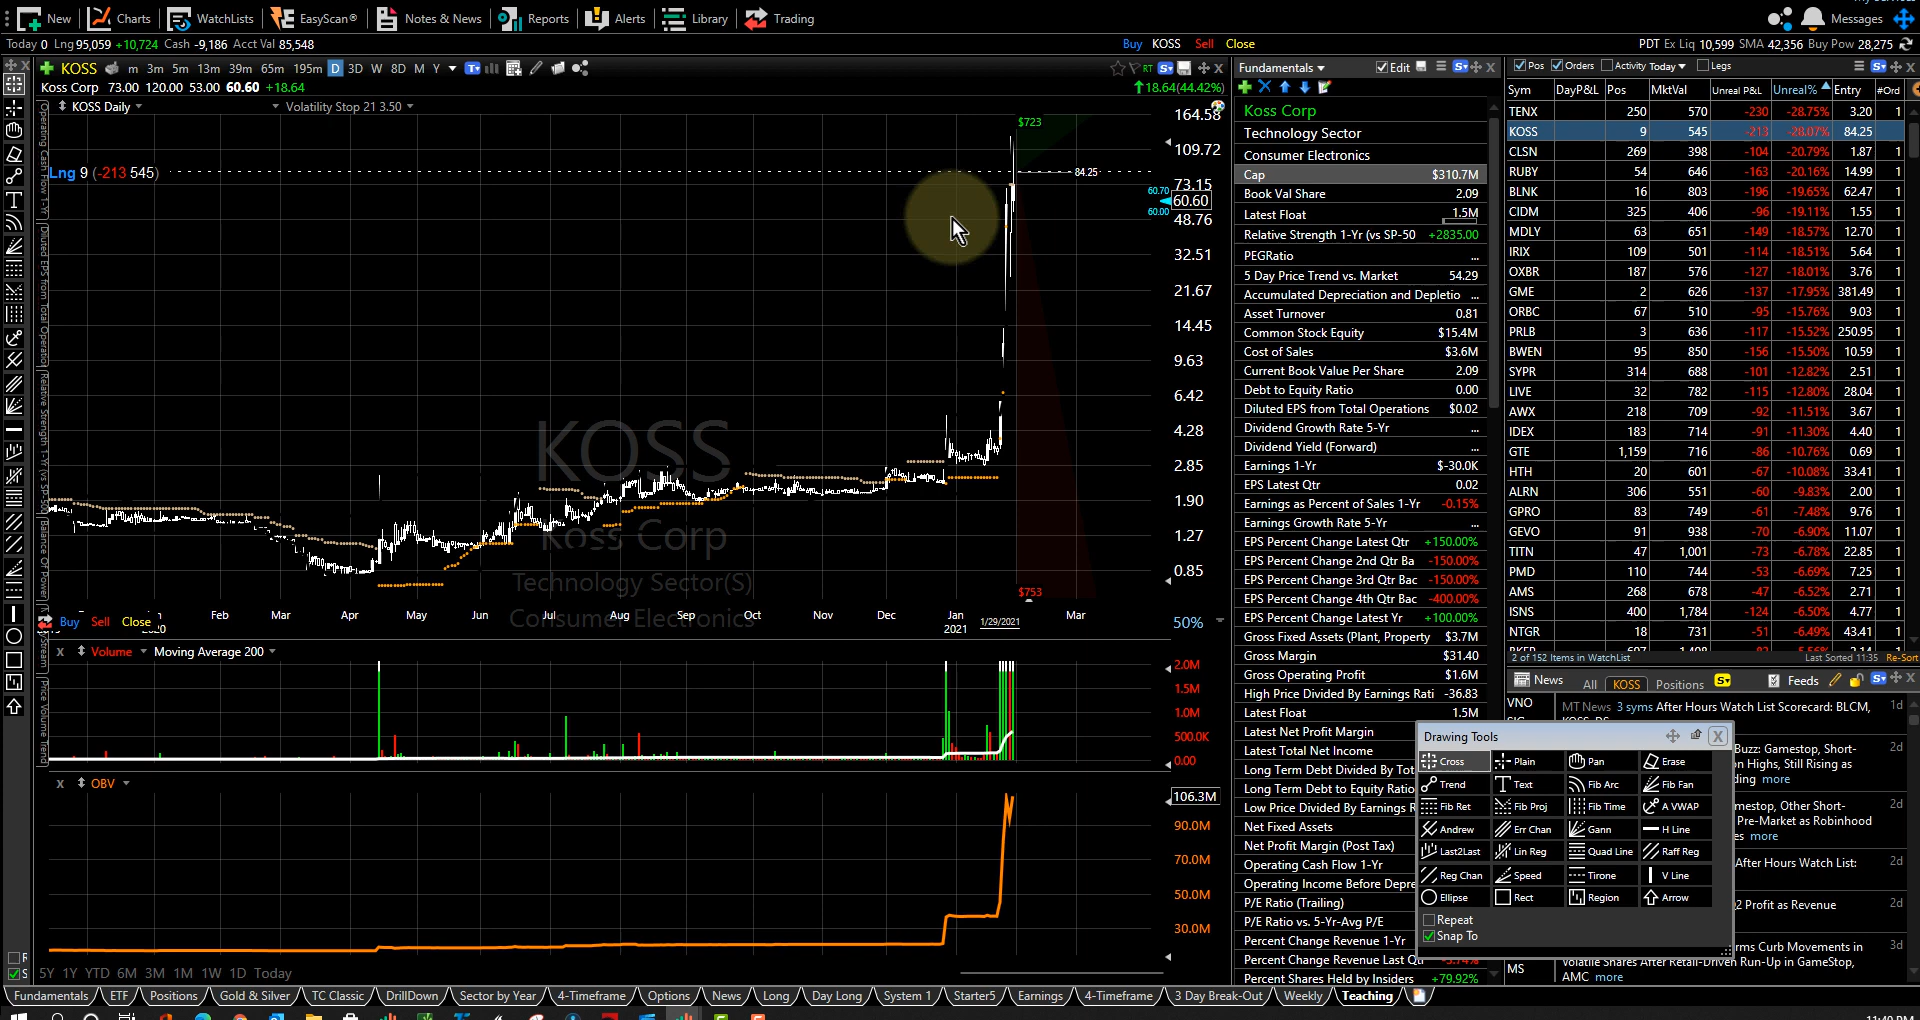 New Charts WatchLists EasyScan® Notes & News Reports Alerts Library Trading Messages
Today 0 Lng 95,059 +10,724 Cash -9,186 Acct Val 85,548 Buy KOSS Sell Close PDT Ex Liq 10,599 SMA 42,356 Buy Pow 28,275
KOSS m 3m 5m 13m 39m 65m 195m D 3D W 8D M Y RT
Koss Corp 73.00 120.00 53.00 60.60 +18.64 18.64(44.42%)
KOSS Daily Volatility Stop 21 3.50
$723
Lng 9 (-213 545) 84.25
164.58
109.72
73.15
60.70
60.60
60.00
48.76
32.51
21.67
14.45
9.63
6.42
4.28
2.85
1.90
1.27
0.85
KOSS
Koss Corp
Technology Sector(S)
Consumer Electronics
$753
Feb Mar Apr May Jun Jul Aug Sep Oct Nov Dec Jan Mar
2020 2021 1/29/2021
Buy Sell Close 50%
Volume Moving Average 200
2.0M
1.5M
1.0M
500.0K
0.00
OBV
106.3M
90.0M
70.0M
50.0M
30.0M
5Y 1Y YTD 6M 3M 1M 1W 1D Today
Fundamentals ETF Positions Gold & Silver TC Classic DrillDown Sector by Year 4-Timeframe Options News Long Day Long System 1 Starter5 Earnings 4-Timeframe 3 Day Break-Out Weekly Teaching
Fundamentals Edit
Koss Corp
Technology Sector
Consumer Electronics
Cap $310.7M
Book Val Share 2.09
Latest Float 1.5M
Relative Strength 1-Yr (vs SP-50 +2835.00
PEGRatio ...
5 Day Price Trend vs. Market 54.29
Accumulated Depreciation and Depletio ...
Asset Turnover 0.81
Common Stock Equity $15.4M
Cost of Sales $3.6M
Current Book Value Per Share 2.09
Debt to Equity Ratio 0.00
Diluted EPS from Total Operations $0.02
Dividend Growth Rate 5-Yr ...
Dividend Yield (Forward) ...
Earnings 1-Yr $-30.0K
EPS Latest Qtr 0.02
Earnings as Percent of Sales 1-Yr -0.15%
Earnings Growth Rate 5-Yr ...
EPS Percent Change Latest Qtr +150.00%
EPS Percent Change 2nd Qtr Ba -150.00%
EPS Percent Change 3rd Qtr Bac -150.00%
EPS Percent Change 4th Qtr Bac -400.00%
EPS Percent Change Latest Yr +100.00%
Gross Fixed Assets (Plant, Property $3.7M
Gross Margin $31.40
Gross Operating Profit $1.6M
High Price Divided By Earnings Rati -36.83
Latest Float 1.5M
Latest Net Profit Margin
Latest Total Net Income
Long Term Debt Divided By Tot
Long Term Debt to Equity Ratio
Low Price Divided By Earnings R
Net Fixed Assets
Net Profit Margin (Post Tax)
Operating Cash Flow 1-Yr
Operating Income Before Depre
P/E Ratio (Trailing)
P/E Ratio vs. 5-Yr-Avg P/E
Percent Change Revenue 1-Yr
Percent Change Revenue Last Qu
Percent Shares Held by Insiders +79.92%
Pos Orders Activity Today Legs
Sym DayP&L Pos MktVal Unreal P&L Unreal% Entry #Ord
TENX 250 570 -230 -28.75% 3.20 1
KOSS 9 545 -213 -28.07% 84.25
CLSN 269 398 -104 -20.79% 1.87 1
RUBY 54 646 -163 -20.16% 14.99 1
BLNK 16 803 -196 -19.65% 62.47 1
CIDM 325 406 -96 -19.11% 1.55 1
MDLY 63 651 -149 -18.57% 12.70 1
IRIX 109 501 -114 -18.51% 5.64 1
OXBR 187 576 -127 -18.01% 3.76 1
GME 2 626 -137 -17.95% 381.49 1
ORBC 67 510 -95 -15.76% 9.03 1
PRLB 3 636 -117 -15.52% 250.95 1
BWEN 95 850 -156 -15.50% 10.59 1
SYPR 314 688 -101 -12.82% 2.51 1
LIVE 32 782 -115 -12.80% 28.04 1
AWX 218 709 -92 -11.51% 3.67 1
IDEX 183 714 -91 -11.30% 4.40 1
GTE 1,159 716 -86 -10.76% 0.69 1
HTH 20 601 -67 -10.08% 33.41 1
ALRN 306 551 -60 -9.83% 2.00 1
GPRO 83 749 -61 -7.48% 9.76 1
GEVO 91 938 -70 -6.90% 11.07 1
TITN 47 1,001 -73 -6.78% 22.85 1
PMD 110 744 -53 -6.69% 7.25 1
AMS 268 678 -47 -6.52% 2.71 1
ISNS 400 1,784 -124 -6.50% 4.77 1
NTGR 18 731 -51 -6.49% 43.41 1
2 of 152 Items in WatchList Last Sorted 11:35 Re-Sort
News All KOSS Positions Feeds
VNO MT News 3 syms After Hours Watch List Scorecard: BLCM, 1d
Buzz: Gamestop, Short- 2d
on Highs, Still Rising as
ding more
mestop, Other Short- 2d
Pre-Market as Robinhood
es more
After Hours Watch List: 2d
Q2 Profit as Revenue 2d
rms Curb Movements in 3d
MS Volatile Shares After Retail-Driven Run-Up in GameStop,
AMC more
Drawing Tools
Cross Plain Pan Erase
Trend Text Fib Arc Fib Fan
Fib Ret Fib Proj Fib Time A VWAP
Andrew Err Chan Gann H Line
Last2Last Lin Reg Quad Line Raff Reg
Reg Chan Speed Tirone V Line
Ellipse Rect Region Arrow
Repeat
Snap To